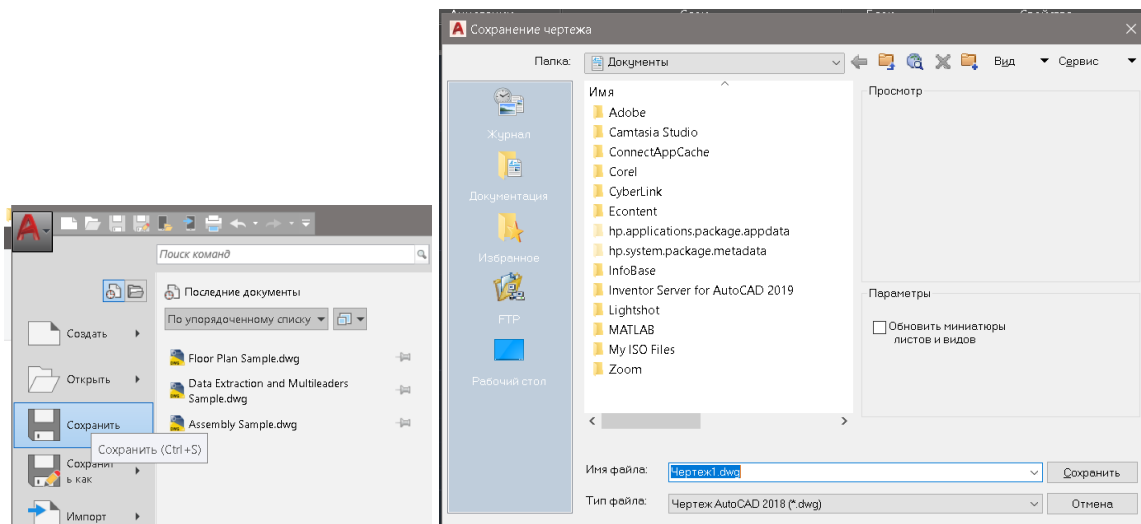 Поиск команд
Последние документы
По упорядоченному списку
Создать
Floor Plan Sample.dwg
Открыть
Data Extraction and Multileaders
Sample.dwg
Сохранить
Assembly Sample.dwg
Сохранить (Ctrl+S)
Сохранит
ь как
Импорт
Сохранение чертежа
Папка:
Документы
Вид
Сервис
Журнал
Документация
Избранное
FTP
Рабочий стол
Имя
Adobe
Camtasia Studio
ConnectAppCache
Corel
CyberLink
Econtent
hp.applications.package.appdata
hp.system.package.metadata
InfoBase
Inventor Server for AutoCAD 2019
Lightshot
MATLAB
My ISO Files
Zoom
Просмотр
Параметры
Обновить миниатюры
листов и видов
Имя файла:
Чертеж1.dwg
Сохранить
Тип файла:
Чертеж AutoCAD 2018 (*.dwg)
Отмена